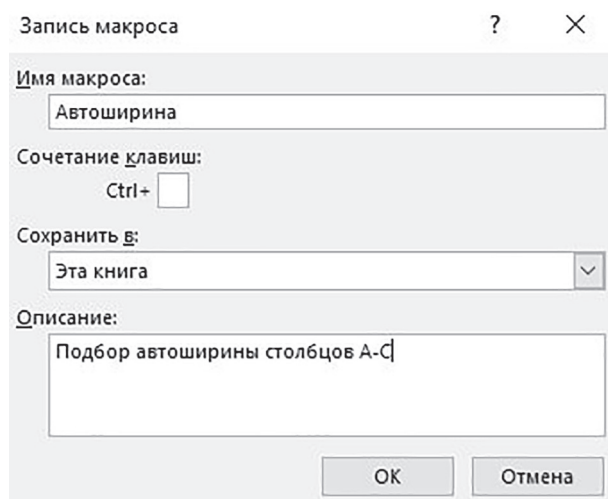 Запись макроса ? ×
Имя макроса:
Автоширина
Сочетание клавиш:
Ctrl+
Сохранить в:
Эта книга
Описание:
Подбор автоширины столбцов A-C
ОК Отмена